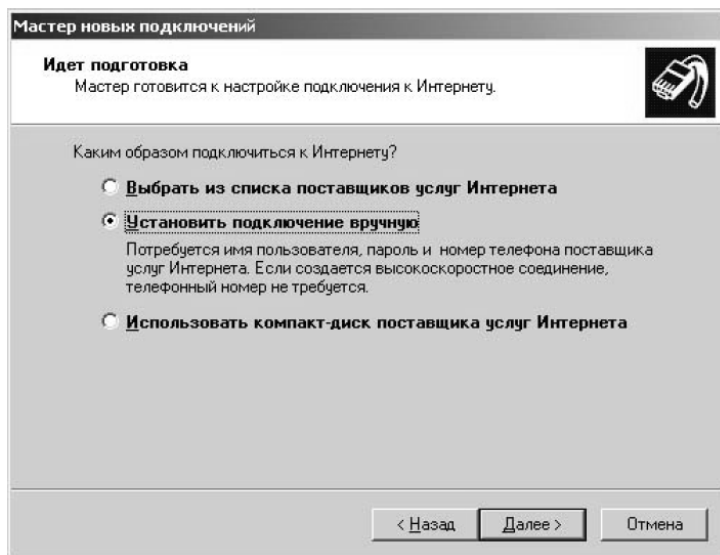 Мастер новых подключений
Идет подготовка
Мастер готовится к настройке подключения к Интернету.
Каким образом подключиться к Интернету?
Выбрать из списка поставщиков услуг Интернета
Установить подключение вручную
Потребуется имя пользователя, пароль и номер телефона поставщика
услуг Интернета. Если создается высокоскоростное соединение,
телефонный номер не требуется.
Использовать компакт-диск поставщика услуг Интернета
< Назад Далее > Отмена